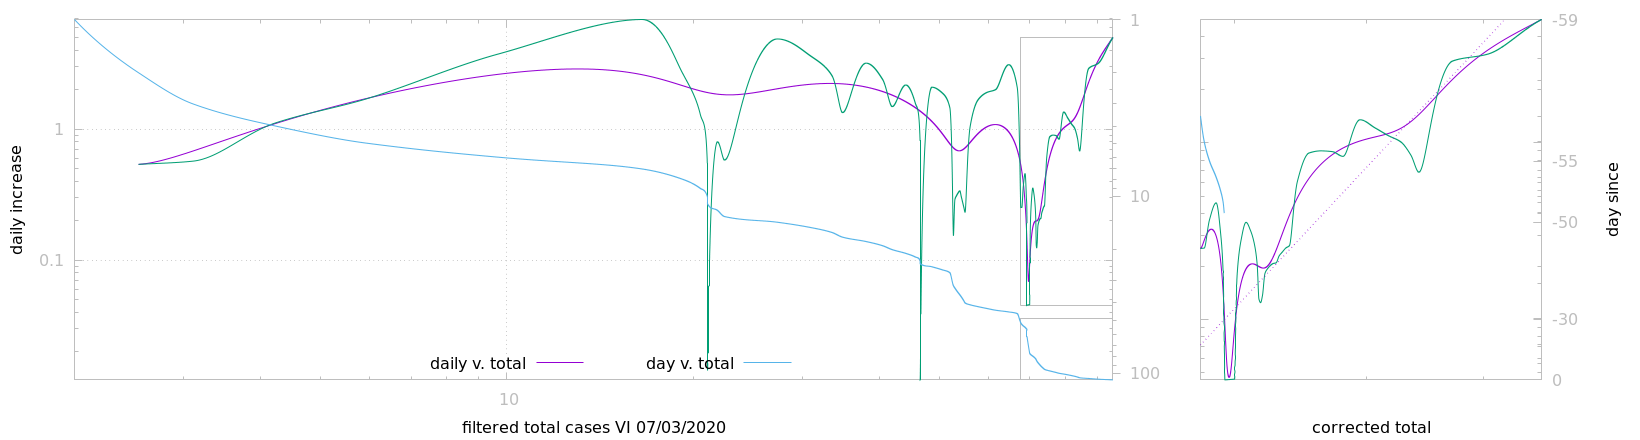 1
-59
1
-55
daily increase
day since
10
-50
0.1
-30
daily v. total
day v. total
100
0
10
filtered total cases VI 07/03/2020
corrected total